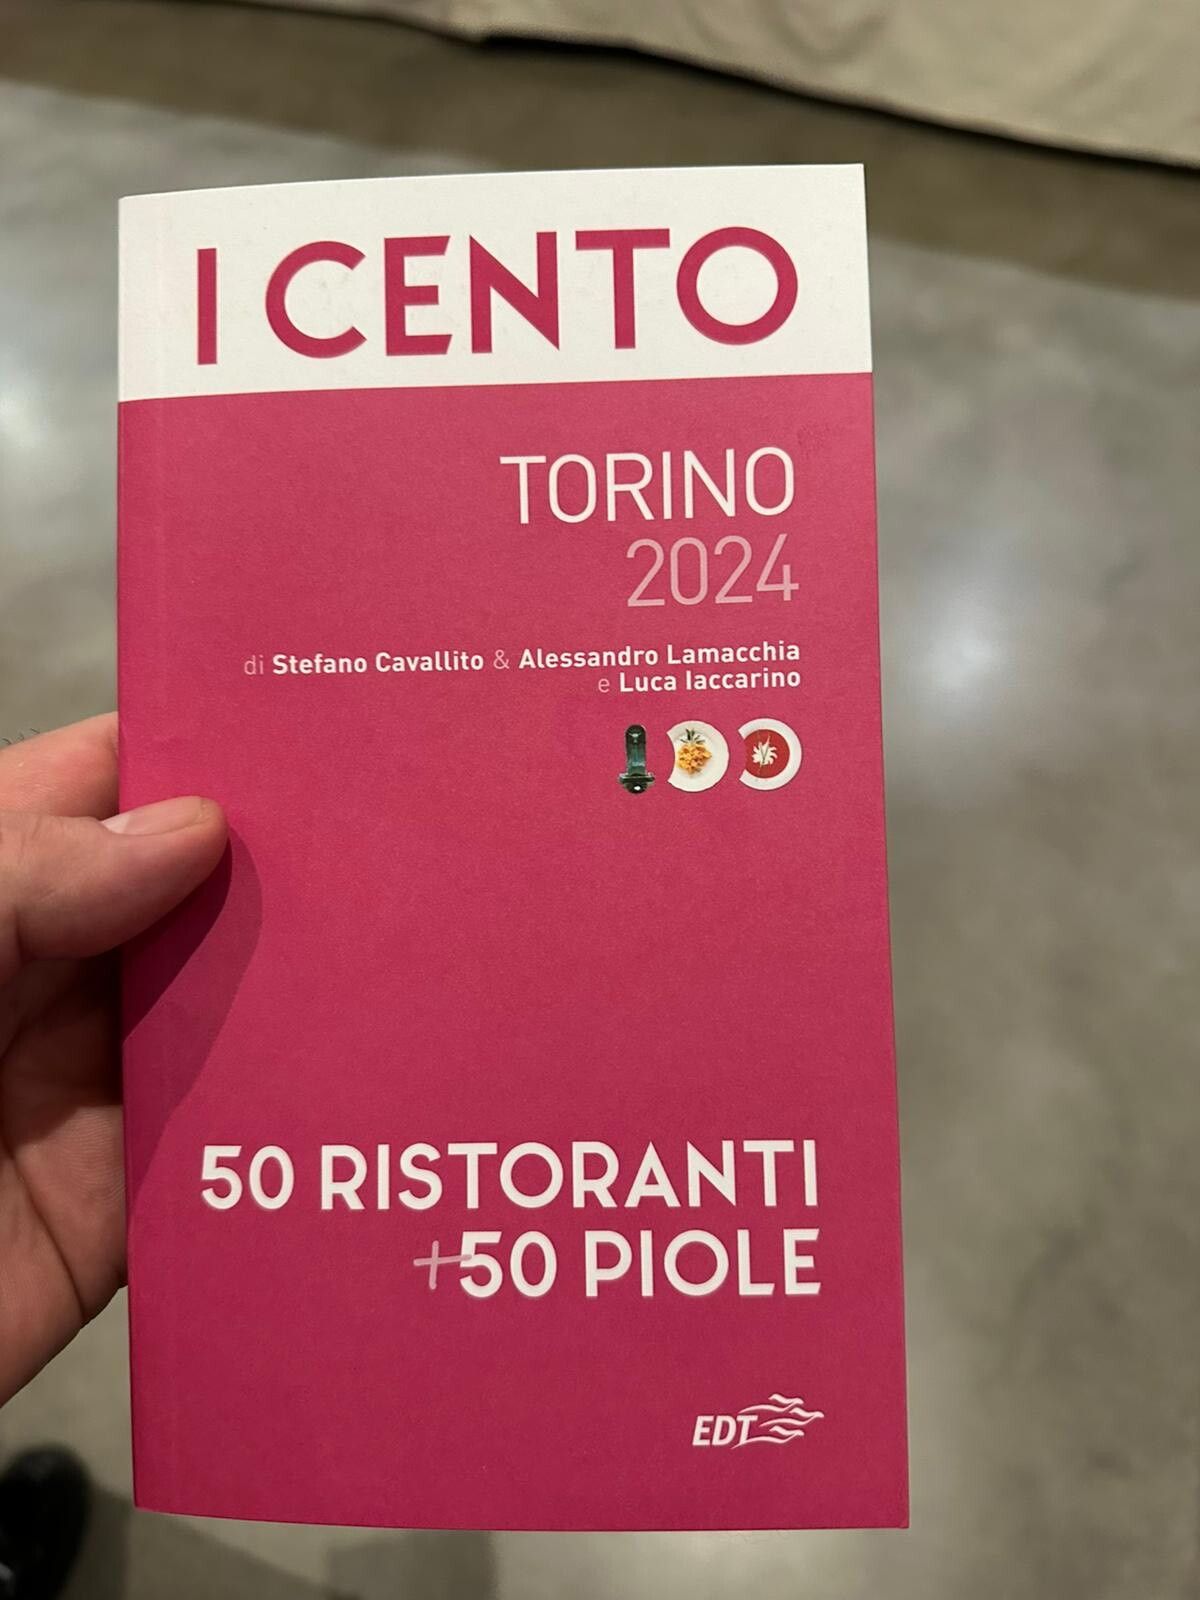 I CENTO
TORINO
2024
di Stefano Cavallito & Alessandro Lamacchia
e Luca Iaccarino
50 RISTORANTI
+50 PIOLE
EDT